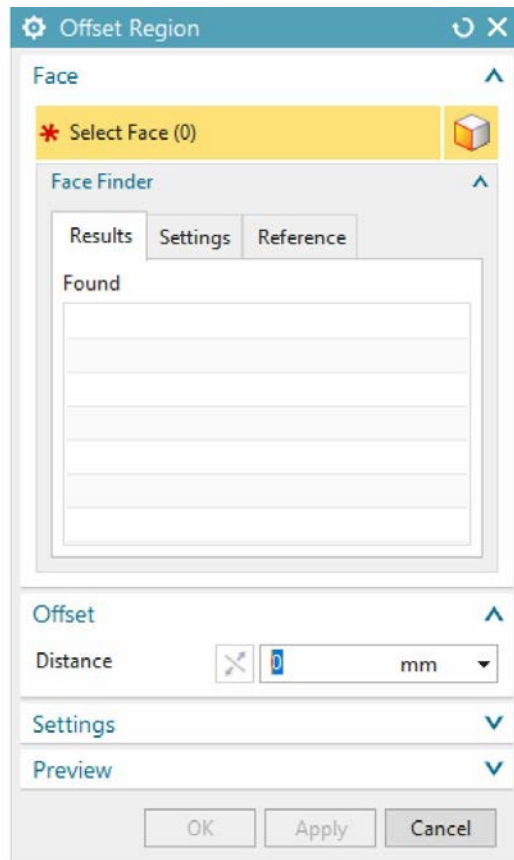 Offset Region
Face
* Select Face (0)
Face Finder
Results Settings Reference
Found
Offset
Distance 0 mm
Settings
Preview
OK Apply Cancel